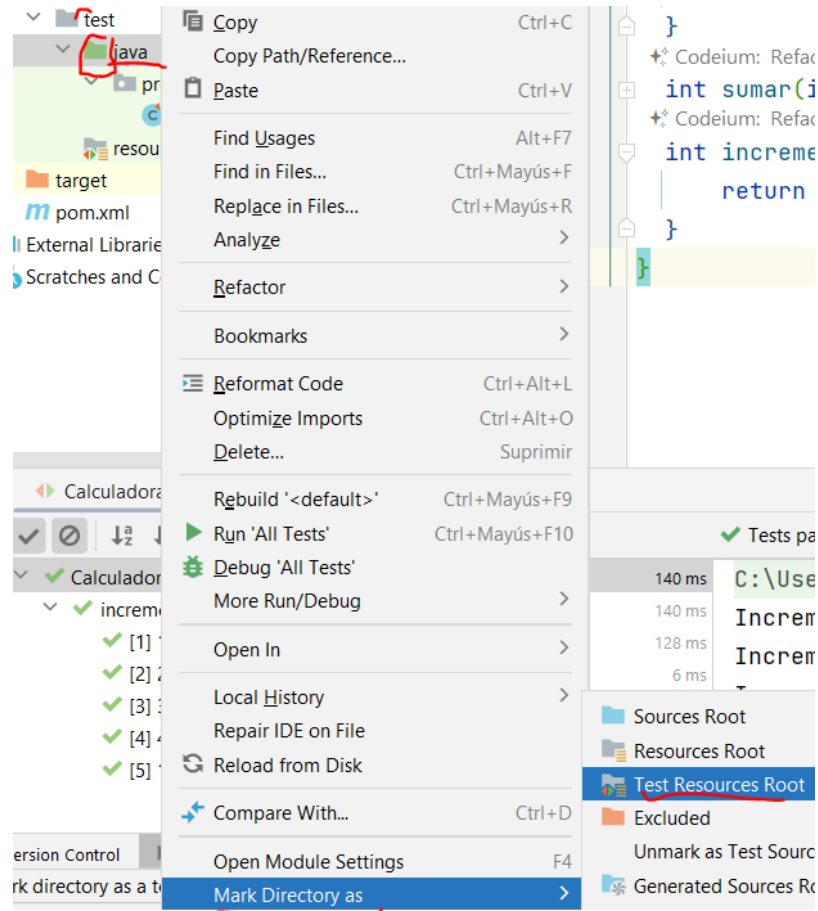 test
java
pr
resou
target
pom.xml
External Librarie
Scratches and C
Copy Ctrl+C
Copy Path/Reference...
Paste Ctrl+V
Find Usages Alt+F7
Find in Files... Ctrl+Mayús+F
Replace in Files... Ctrl+Mayús+R
Analyze
Refactor
Bookmarks
Reformat Code Ctrl+Alt+L
Optimize Imports Ctrl+Alt+O
Delete... Suprimir
Rebuild '<default>' Ctrl+Mayús+F9
Run 'All Tests' Ctrl+Mayús+F10
Debug 'All Tests'
More Run/Debug
Open In
Local History
Repair IDE on File
Reload from Disk
Compare With... Ctrl+D
Open Module Settings F4
Mark Directory as
Sources Root
Resources Root
Test Resources Root
Excluded
Unmark as Test Sourc
Generated Sources Ro
}
Codeium: Refac
int sumar(i
Codeium: Refac
int increme
return
}
}
Calculadora
Calculador
increme
[1] 1
[2] 2
[3] 3
[4] 4
[5] 1
Tests pa
140 ms
140 ms
128 ms
6 ms
C:\Use
Increm
Increm
ersion Control
rk directory as a t